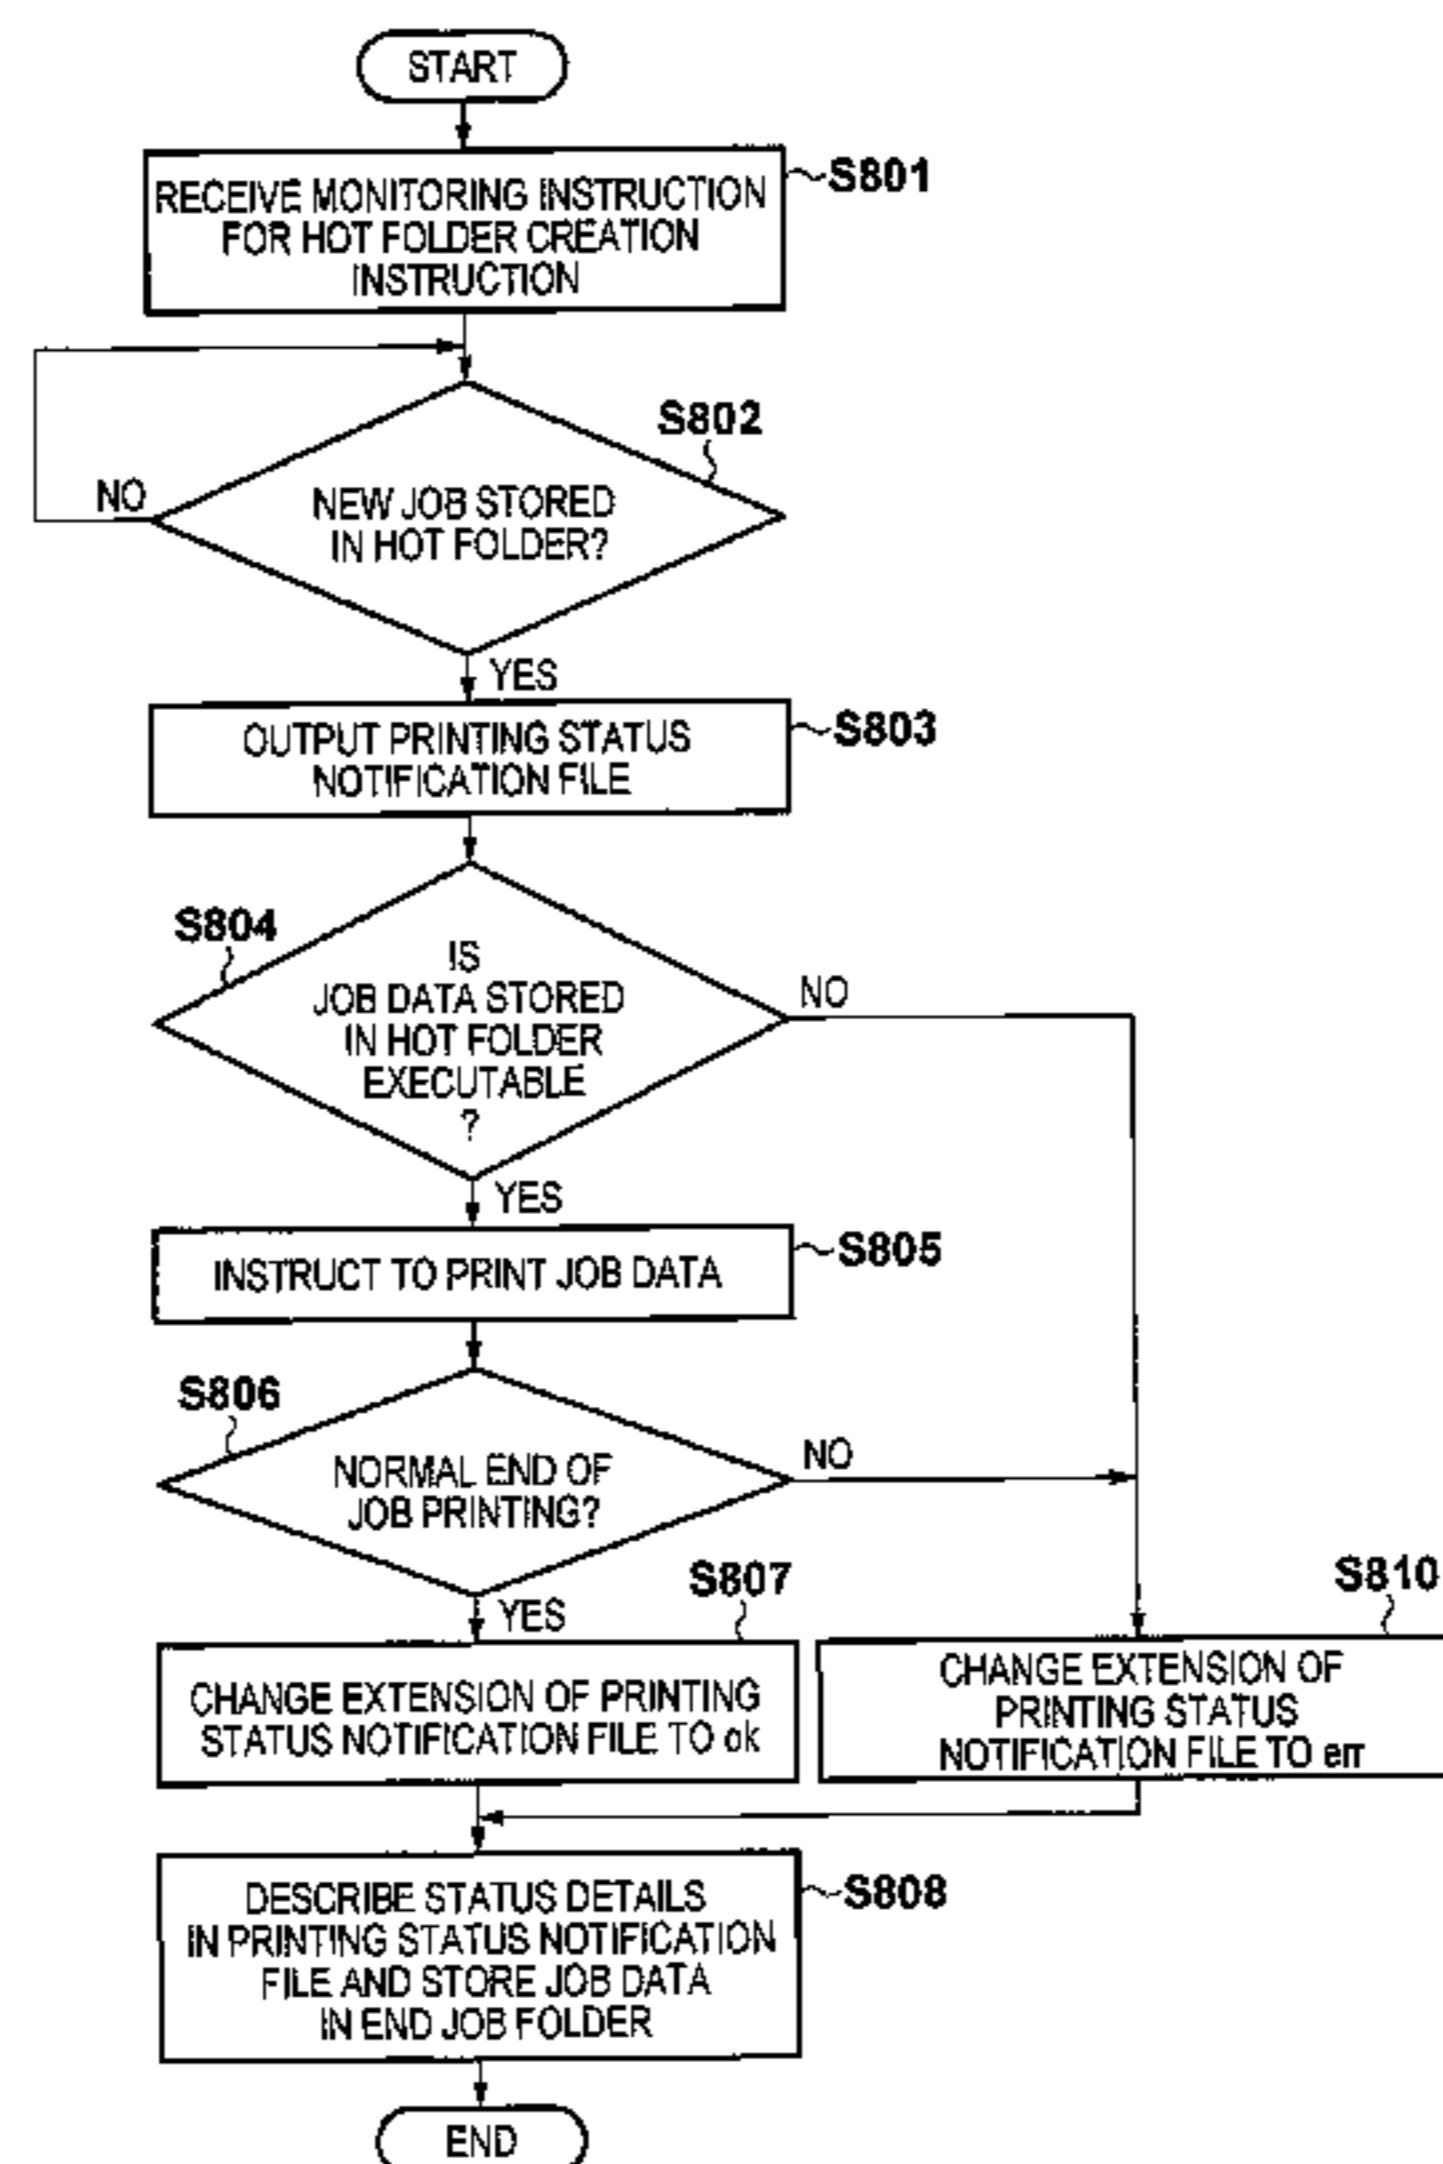 START
RECEIVE MONITORING INSTRUCTION
FOR HOT FOLDER CREATION
INSTRUCTION
S801
NEW JOB STORED
IN HOT FOLDER?
S802
NO
YES
OUTPUT PRINTING STATUS
NOTIFICATION FILE
S803
S804
IS
JOB DATA STORED
IN HOT FOLDER
EXECUTABLE
?
NO
YES
INSTRUCT TO PRINT JOB DATA
S805
S806
NORMAL END OF
JOB PRINTING?
NO
YES
S807
CHANGE EXTENSION OF PRINTING
STATUS NOTIFICATION FILE TO ok
S810
CHANGE EXTENSION OF
PRINTING STATUS
NOTIFICATION FILE TO err
DESCRIBE STATUS DETAILS
IN PRINTING STATUS NOTIFICATION
FILE AND STORE JOB DATA
IN END JOB FOLDER
S808
END